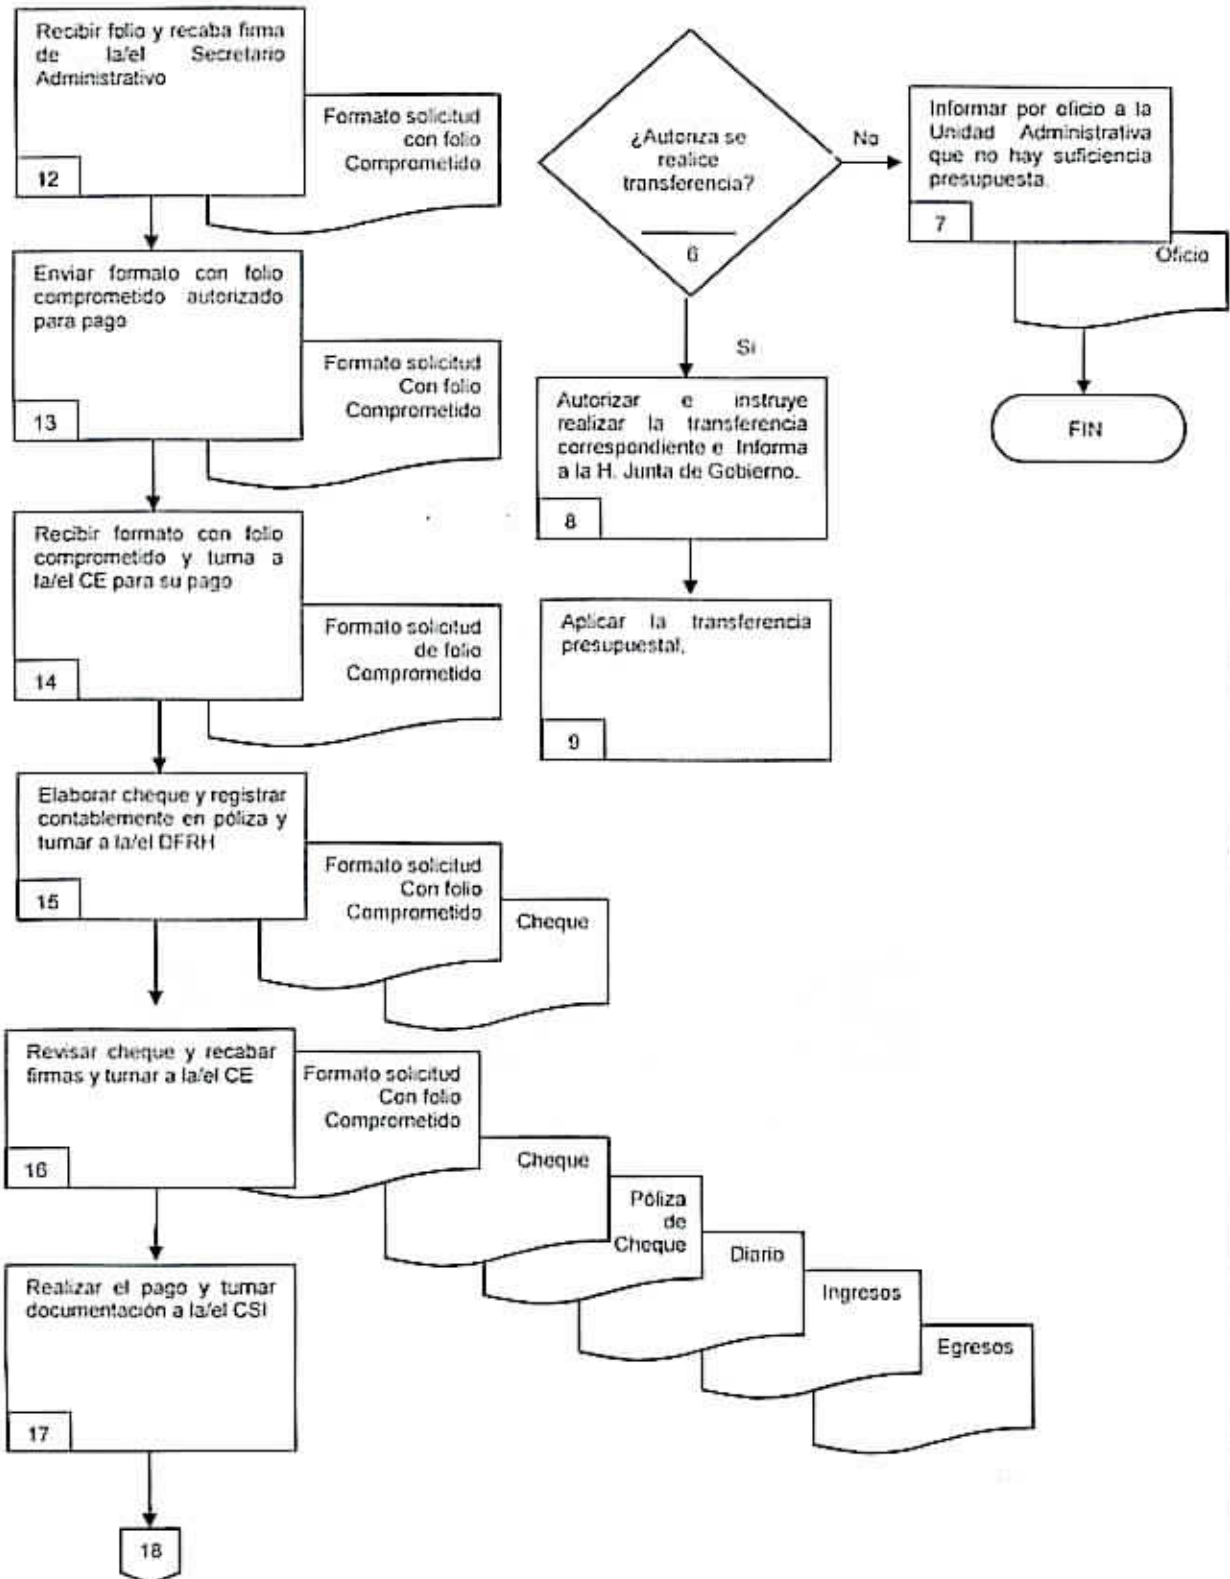 Recibir folio y recaba firma
de la/el Secretario
Administrativo
12
Formato solicitud
con folio
Comprometido
Enviar formato con folio
comprometido autorizado
para pago
13
Formato solicitud
Con folio
Comprometido
Recibir formato con folio
comprometido y turna a
la/el CE para su pago
14
Formato solicitud
de folio
Comprometido
Elaborar cheque y registrar
contablemente en póliza y
turnar a la/el DFRH
15
Formato solicitud
Con folio
Comprometido
Cheque
Revisar cheque y recabar
firmas y turnar a la/el CE
16
Formato solicitud
Con folio
Comprometido
Cheque
Póliza
de
Cheque
Diario
Ingresos
Egresos
Realizar el pago y turnar
documentación a la/el CSI
17
18
¿Autoriza se
realice
transferencia?
6
No
Informar por oficio a la
Unidad Administrativa
que no hay suficiencia
presupuesta.
7
Oficio
FIN
Si
Autorizar e instruye
realizar la transferencia
correspondiente e Informa
a la H. Junta de Gobierno.
8
Aplicar la transferencia
presupuestal.
9